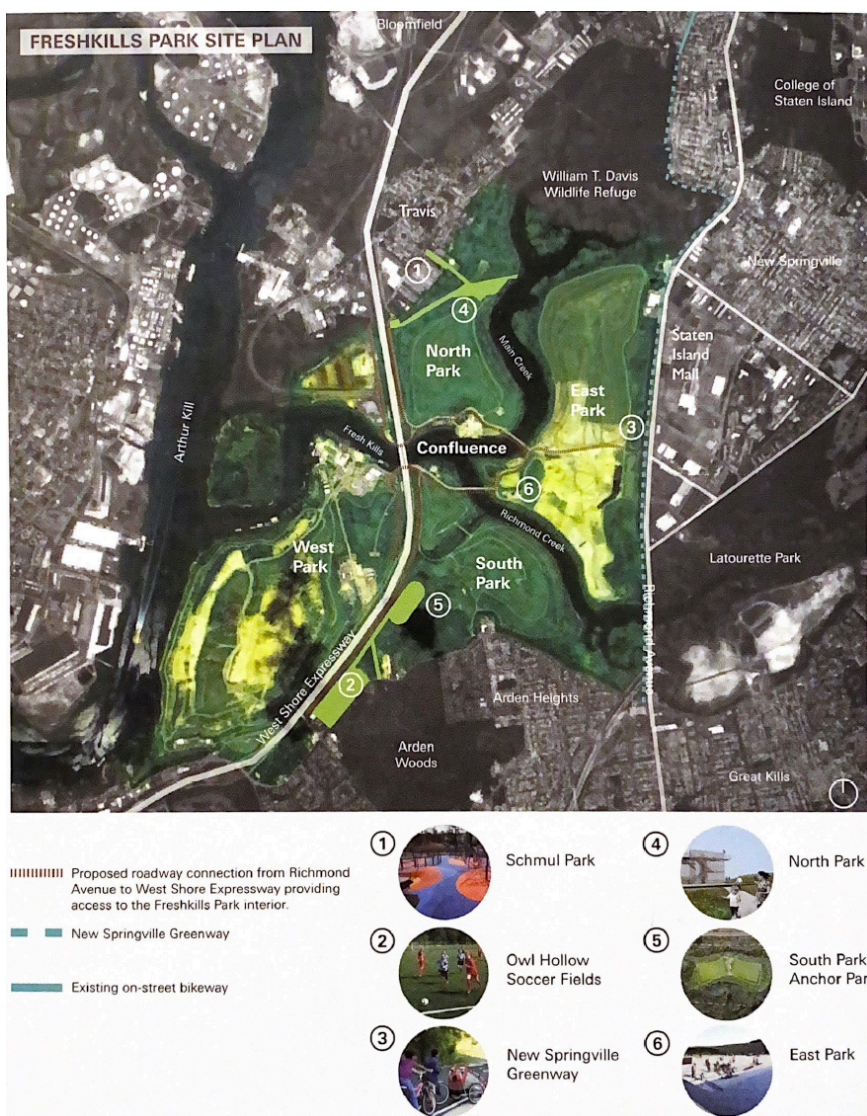 FRESHKILLS PARK SITE PLAN
Bloomfield
College of
Staten Island
William T. Davis
Wildlife Refuge
Travis
New Springville
1
4
North
Park
Main Creek
Staten
Island
Mall
East
Park
3
Arthur Kill
Fresh Kills
Confluence
6
Richmond Creek
West
Park
South
Park
Latourette Park
5
Richmond Avenue
West Shore Expressway
2
Arden Heights
Arden
Woods
Great Kills
Proposed roadway connection from Richmond
Avenue to West Shore Expressway providing
access to the Freshkills Park interior.
New Springville Greenway
Existing on-street bikeway
1
Schmul Park
2
Owl Hollow
Soccer Fields
3
New Springville
Greenway
4
North Park
5
South Park
Anchor Par
6
East Park